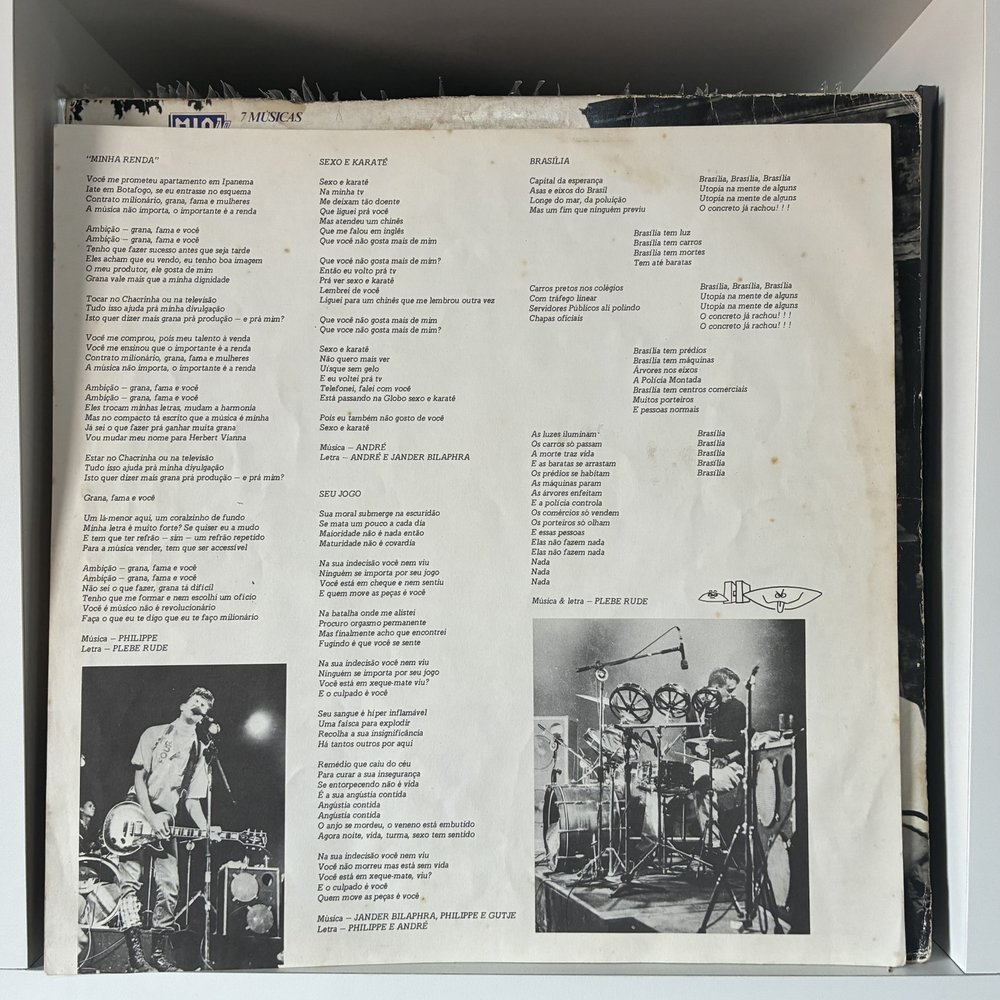 MINI
7 MÚSICAS
"MINHA RENDA"
Você me prometeu apartamento em Ipanema
Iate em Botafogo, se eu entrasse no esquema
Contrato milionário, grana, fama e mulheres
A música não importa, o importante é a renda
Ambição — grana, fama e você
Ambição — grana, fama e você
Tenho que fazer sucesso antes que seja tarde
Eles acham que eu vendo, eu tenho boa imagem
O meu produtor, ele gosta de mim
Grana vale mais que a minha dignidade
Tocar no Chacrinha ou na televisão
Tudo isso ajuda prá minha divulgação
Isto quer dizer mais grana prá produção — e prá mim?
Você me comprou, pois meu talento à venda
Você me ensinou que o importante é a renda
Contrato milionário, grana, fama e mulheres
A música não importa, o importante é a renda
Ambição — grana, fama e você
Ambição — grana, fama e você
Eles trocam minhas letras, mudam a harmonia
Mas no compacto tá escrito que a música é minha
Já sei o que fazer prá ganhar muita grana
Vou mudar meu nome para Herbert Vianna
Estar no Chacrinha ou na televisão
Tudo isso ajuda prá minha divulgação
Isto quer dizer mais grana prá produção — e prá mim?
Grana, fama e você
Um lá-menor aqui, um coralzinho de fundo
Minha letra é muito forte? Se quiser eu a mudo
E tem que ter refrão — sim — um refrão repetido
Para a música vender, tem que ser accessível
Ambição — grana, fama e você
Ambição — grana, fama e você
Não sei o que fazer, grana tá difícil
Tenho que me formar e nem escolhi um ofício
Você é músico não é revolucionário
Faça o que eu te digo que eu te faço milionário
Música — PHILIPPE
Letra — PLEBE RUDE
SEXO E KARATÊ
Sexo e karatê
Na minha tv
Me deixam tão doente
Que liguei prá você
Mas atendeu um chinês
Que me falou em inglês
Que você não gosta mais de mim
Que você não gosta mais de mim?
Então eu volto prá tv
Prá ver sexo e karatê
Lembrei de você
Liguei para um chinês que me lembrou outra vez
Que você não gosta mais de mim
Que você não gosta mais de mim?
Sexo e karatê
Não quero mais ver
Uísque sem gelo
E eu voltei prá tv
Telefonei, falei com você
Está passando na Globo sexo e karatê
Pois eu também não gosto de você
Sexo e karatê
Música — ANDRÉ
Letra — ANDRÉ E JANDER BILAPHRA
SEU JOGO
Sua moral submerge na escuridão
Se mata um pouco a cada dia
Maioridade não é nada então
Maturidade não é covardia
Na sua indecisão você nem viu
Ninguém se importa por seu jogo
Você está em cheque e nem sentiu
E quem move as peças é você
Na batalha onde me alistei
Procuro orgasmo permanente
Mas finalmente acho que encontrei
Fugindo é que você se sente
Na sua indecisão você nem viu
Ninguém se importa por seu jogo
Você está em xeque-mate viu?
E o culpado é você
Seu sangue é híper inflamável
Uma faísca para explodir
Recolha a sua insignificância
Há tantos outros por aqui
Remédio que caiu do céu
Para curar a sua insegurança
Se entorpecendo não é vida
É a sua angústia contida
Angústia contida
Angústia contida
O anjo se mordeu, o veneno está embutido
Agora noite, vida, turma, sexo tem sentido
Na sua indecisão você nem viu
Você não morreu mas está sem vida
Você está em xeque-mate, viu?
E o culpado é você
Quem move as peças é você
Música — JANDER BILAPHRA, PHILIPPE E GUTJE
Letra — PHILIPPE E ANDRÉ
BRASÍLIA
Capital da esperança
Asas e eixos do Brasil
Longe do mar, da poluição
Mas um fim que ninguém previu
Brasília, Brasília, Brasília
Utopia na mente de alguns
Utopia na mente de alguns
O concreto já rachou! ! !
Brasília tem luz
Brasília tem carros
Brasília tem mortes
Tem até baratas
Carros pretos nos colégios
Com tráfego linear
Servidores Públicos ali polindo
Chapas oficiais
Brasília, Brasília, Brasília
Utopia na mente de alguns
Utopia na mente de alguns
O concreto já rachou! ! !
O concreto já rachou! ! !
Brasília tem prédios
Brasília tem máquinas
Árvores nos eixos
A Polícia Montada
Brasília tem centros comerciais
Muitos porteiros
E pessoas normais
As luzes iluminam
Os carros só passam
A morte traz vida
E as baratas se arrastam
Os prédios se habitam
As máquinas param
As árvores enfeitam
E a polícia controla
Os comércios só vendem
Os porteiros só olham
E essas pessoas
Elas não fazem nada
Elas não fazem nada
Nada
Nada
Nada
Brasília
Brasília
Brasília
Brasília
Brasília
Música & letra — PLEBE RUDE